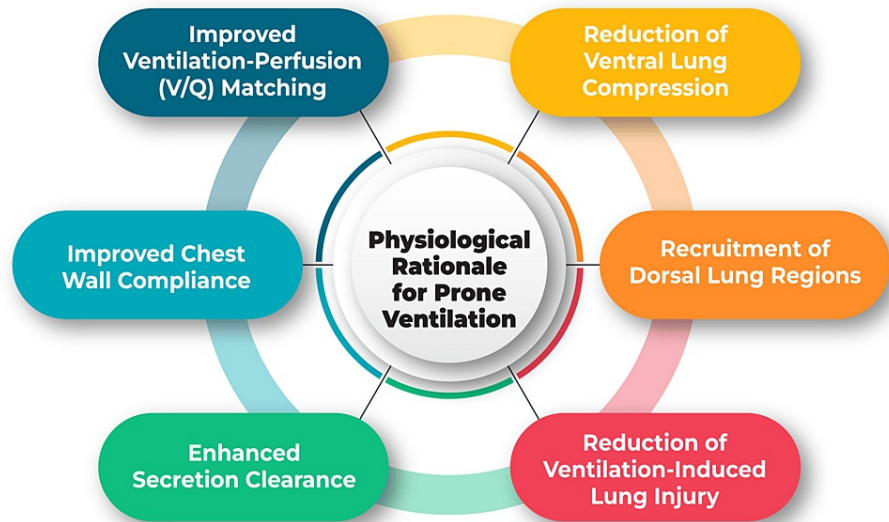 Improved
Ventilation-Perfusion
(V/Q) Matching
Reduction of
Ventral Lung
Compression
Improved Chest
Wall Compliance
Physiological
Rationale
for Prone
Ventilation
Recruitment of
Dorsal Lung Regions
Enhanced
Secretion Clearance
Reduction of
Ventilation-Induced
Lung Injury